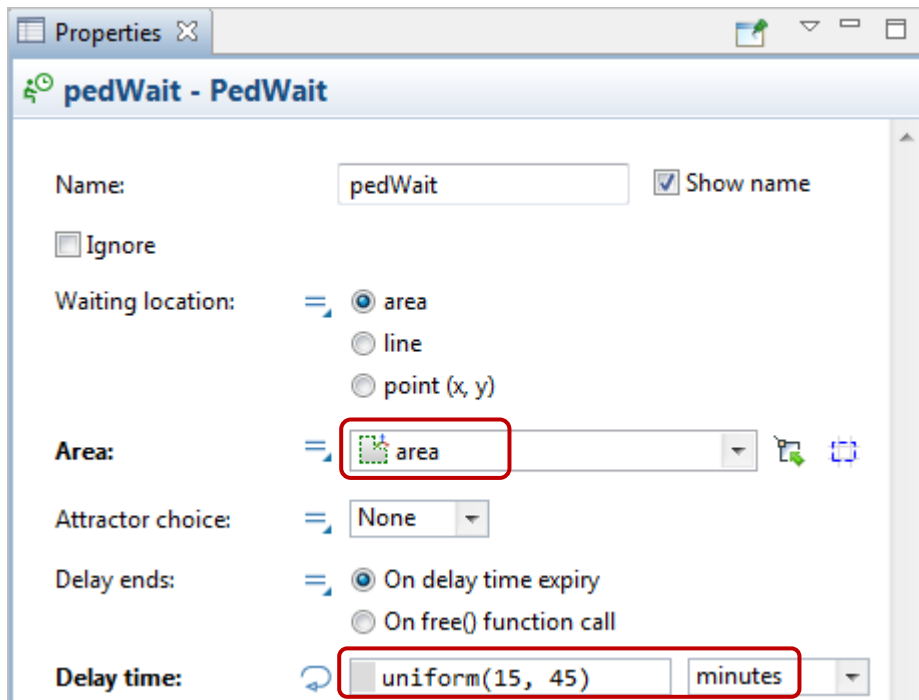 Properties
pedWait - PedWait
Name: pedWait Show name
Ignore
Waiting location: area
line
point (x, y)
Area: area
Attractor choice: None
Delay ends: On delay time expiry
On free() function call
Delay time: uniform(15, 45) minutes